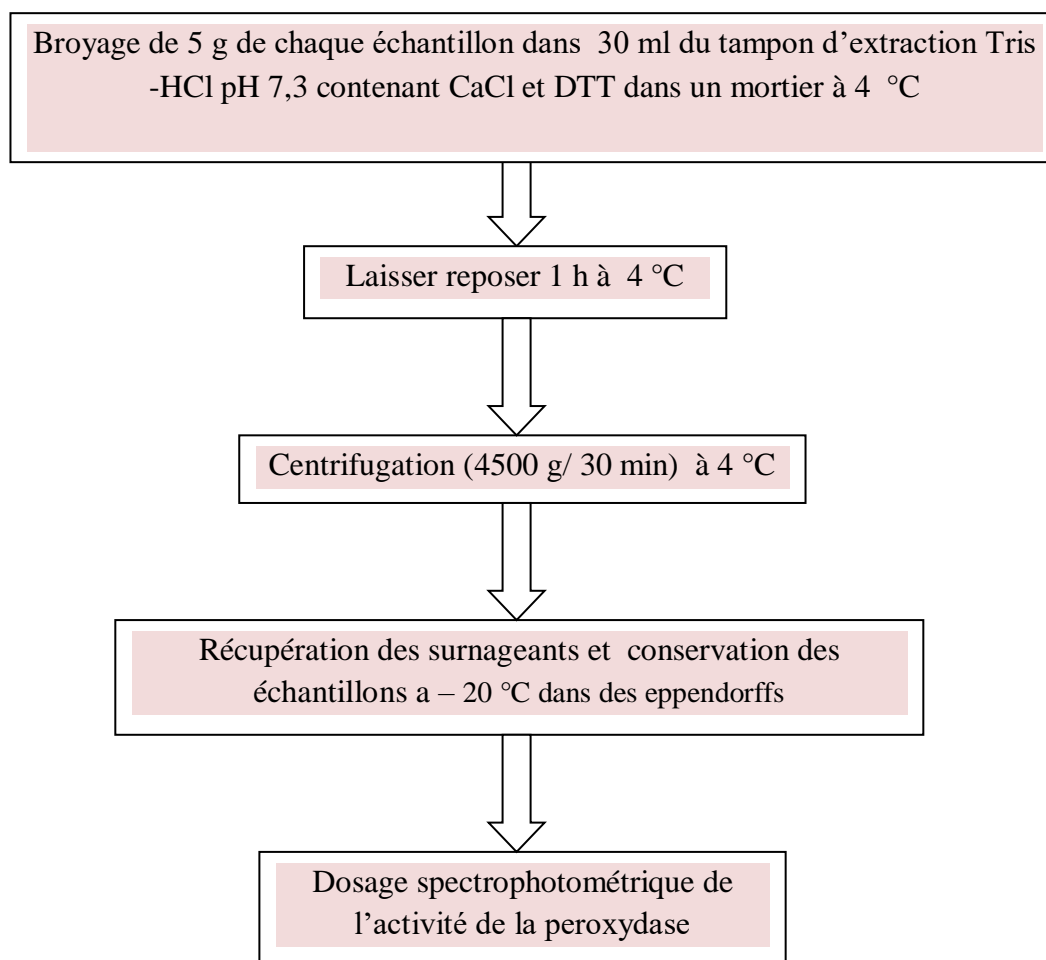 Broyage de 5 g de chaque échantillon dans 30 ml du tampon d’extraction Tris
-HCl pH 7,3 contenant CaCl et DTT dans un mortier à 4 °C
Laisser reposer 1 h à 4 °C
Centrifugation (4500 g/ 30 min) à 4 °C
Récupération des surnageants et conservation des
échantillons a – 20 °C dans des eppendorffs
Dosage spectrophotométrique de
l’activité de la peroxydase